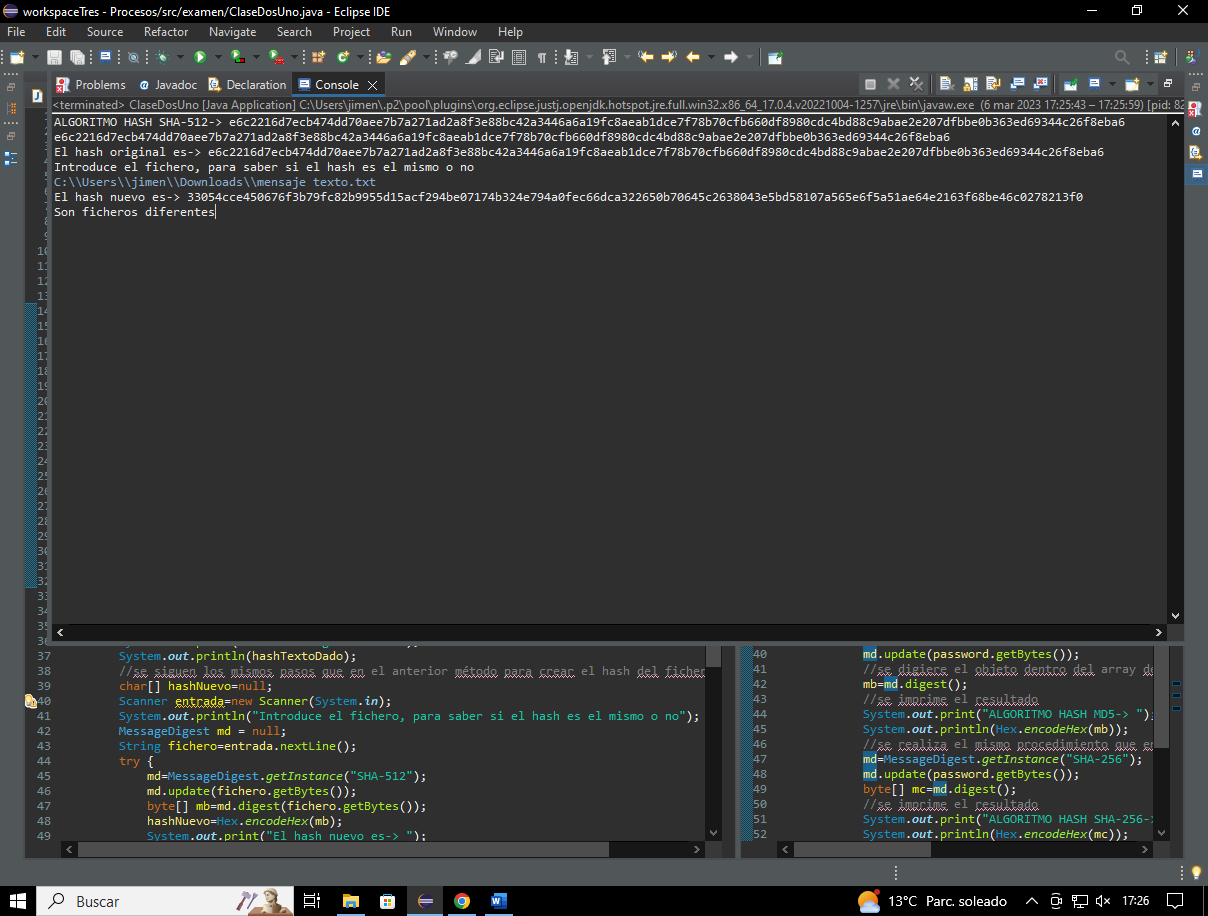 workspaceTres - Procesos/src/examen/ClaseDosUno.java - Eclipse IDE
File Edit Source Refactor Navigate Search Project Run Window Help
Problems @ Javadoc Declaration Console
<terminated> ClaseDosUno [Java Application] C:\Users\jimen\.p2\pool\plugins\org.eclipse.justj.openjdk.hotspot.jre.full.win32.x86_64_17.0.4.v20221004-1257\jre\bin\javaw.exe (6 mar 2023 17:25:43 – 17:25:59) [pid: 82
ALGORITMO HASH SHA-512-> e6c2216d7ecb474dd70aee7b7a271ad2a8f3e88bc42a3446a6a19fc8aeab1dce7f78b70cfb660df8980cdc4bd88c9abae2e207dfbbe0b363ed69344c26f8eba6
e6c2216d7ecb474dd70aee7b7a271ad2a8f3e88bc42a3446a6a19fc8aeab1dce7f78b70cfb660df8980cdc4bd88c9abae2e207dfbbe0b363ed69344c26f8eba6
El hash original es-> e6c2216d7ecb474dd70aee7b7a271ad2a8f3e88bc42a3446a6a19fc8aeab1dce7f78b70cfb660df8980cdc4bd88c9abae2e207dfbbe0b363ed69344c26f8eba6
Introduce el fichero, para saber si el hash es el mismo o no
C:\\Users\\jimen\\Downloads\\mensaje texto.txt
El hash nuevo es-> 33054cce450676f3b79fc82b9955d15acf294be07174b324e794a0fec66dca322650b70645c2638043e5bd58107a565e6f5a51ae64e2163f68be46c0278213f0
Son ficheros diferentes
37 System.out.println(hashTextoDado);
38 //se siguen los mismos pasos que en el anterior método para crear el hash del ficher
39 char[] hashNuevo=null;
40 Scanner entrada=new Scanner(System.in);
41 System.out.println("Introduce el fichero, para saber si el hash es el mismo o no");
42 MessageDigest md = null;
43 String fichero=entrada.nextLine();
44 try {
45 md=MessageDigest.getInstance("SHA-512");
46 md.update(fichero.getBytes());
47 byte[] mb=md.digest(fichero.getBytes());
48 hashNuevo=Hex.encodeHex(mb);
49 System.out.print("El hash nuevo es-> ");
40 md.update(password.getBytes());
41 //se digiere el objeto dentro del array de
42 mb=md.digest();
43 //se imprime el resultado
44 System.out.print("ALGORITMO HASH MD5-> ");
45 System.out.println(Hex.encodeHex(mb));
46 //se realiza el mismo procedimiento que en
47 md=MessageDigest.getInstance("SHA-256");
48 md.update(password.getBytes());
49 byte[] mc=md.digest();
50 //se imprime el resultado
51 System.out.print("ALGORITMO HASH SHA-256->
52 System.out.println(Hex.encodeHex(mc));
Buscar
13°C Parc. soleado
17:26